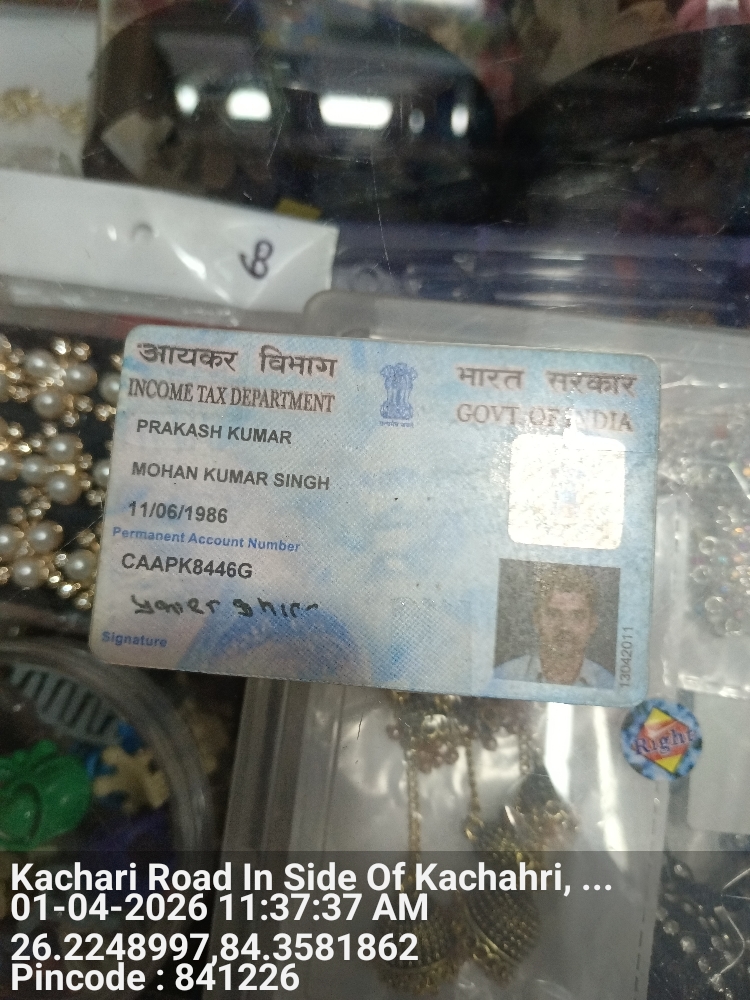 आयकर विभाग
INCOME TAX DEPARTMENT
भारत सरकार
GOVT. OF INDIA
PRAKASH KUMAR
MOHAN KUMAR SINGH
11/06/1986
Permanent Account Number
CAAPK8446G
Signature
13042011
Right
Kachari Road In Side Of Kachahri, ...
01-04-2026 11:37:37 AM
26.2248997,84.3581862
Pincode : 841226